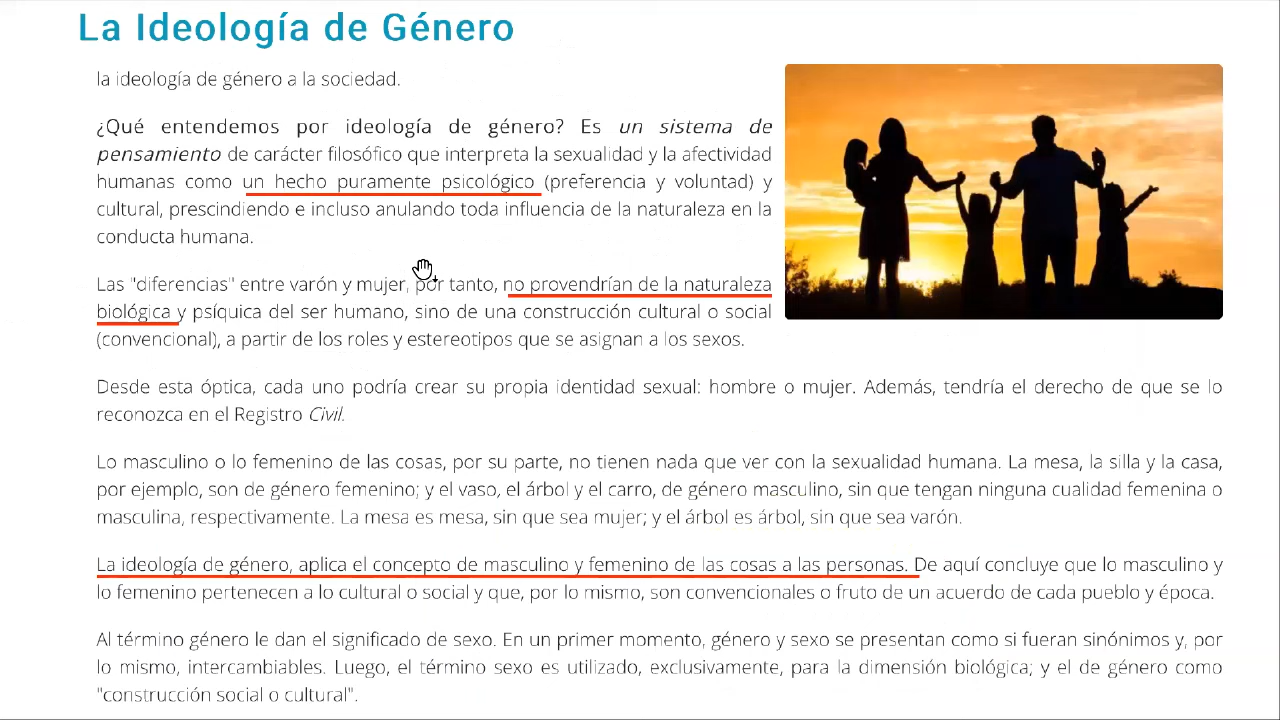 La Ideología de Género
la ideología de género a la sociedad.
¿Qué entendemos por ideología de género? Es un sistema de
pensamiento de carácter filosófico que interpreta la sexualidad y la afectividad
humanas como un hecho puramente psicológico (preferencia y voluntad) y
cultural, prescindiendo e incluso anulando toda influencia de la naturaleza en la
conducta humana.
Las "diferencias" entre varón y mujer, por tanto, no provendrían de la naturaleza
biológica y psíquica del ser humano, sino de una construcción cultural o social
(convencional), a partir de los roles y estereotipos que se asignan a los sexos.
Desde esta óptica, cada uno podría crear su propia identidad sexual: hombre o mujer. Además, tendría el derecho de que se lo
reconozca en el Registro Civil.
Lo masculino o lo femenino de las cosas, por su parte, no tienen nada que ver con la sexualidad humana. La mesa, la silla y la casa,
por ejemplo, son de género femenino; y el vaso, el árbol y el carro, de género masculino, sin que tengan ninguna cualidad femenina o
masculina, respectivamente. La mesa es mesa, sin que sea mujer; y el árbol es árbol, sin que sea varón.
La ideología de género, aplica el concepto de masculino y femenino de las cosas a las personas. De aquí concluye que lo masculino y
lo femenino pertenecen a lo cultural o social y que, por lo mismo, son convencionales o fruto de un acuerdo de cada pueblo y época.
Al término género le dan el significado de sexo. En un primer momento, género y sexo se presentan como si fueran sinónimos y, por
lo mismo, intercambiables. Luego, el término sexo es utilizado, exclusivamente, para la dimensión biológica; y el de género como
"construcción social o cultural".